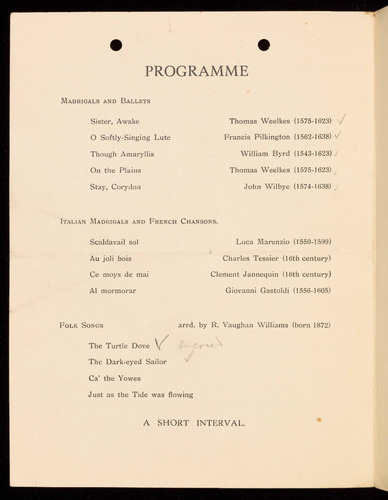 PROGRAMME
MADRIGALS AND BALLETS
Sister, Awake Thomas Weelkes (1575-1623)
O Softly-Singing Lute Francis Pilkington (1562-1638)
Though Amaryllis William Byrd (1543-1623)
On the Plains Thomas Weelkes (1575-1623)
Stay, Corydon John Wilbye (1574-1638)
ITALIAN MADRIGALS AND FRENCH CHANSONS.
Scaldavail sol Luca Marenzio (1550-1599)
Au joli bois Charles Tessier (16th century)
Ce moys de mai Clement Jannequin (16th century)
Al mormorar Giovanni Gastoldi (1556-1605)
FOLK SONGS arrd. by R. Vaughan Williams (born 1872)
The Turtle Dove encored
The Dark-eyed Sailor
Ca' the Yowes
Just as the Tide was flowing
A SHORT INTERVAL.